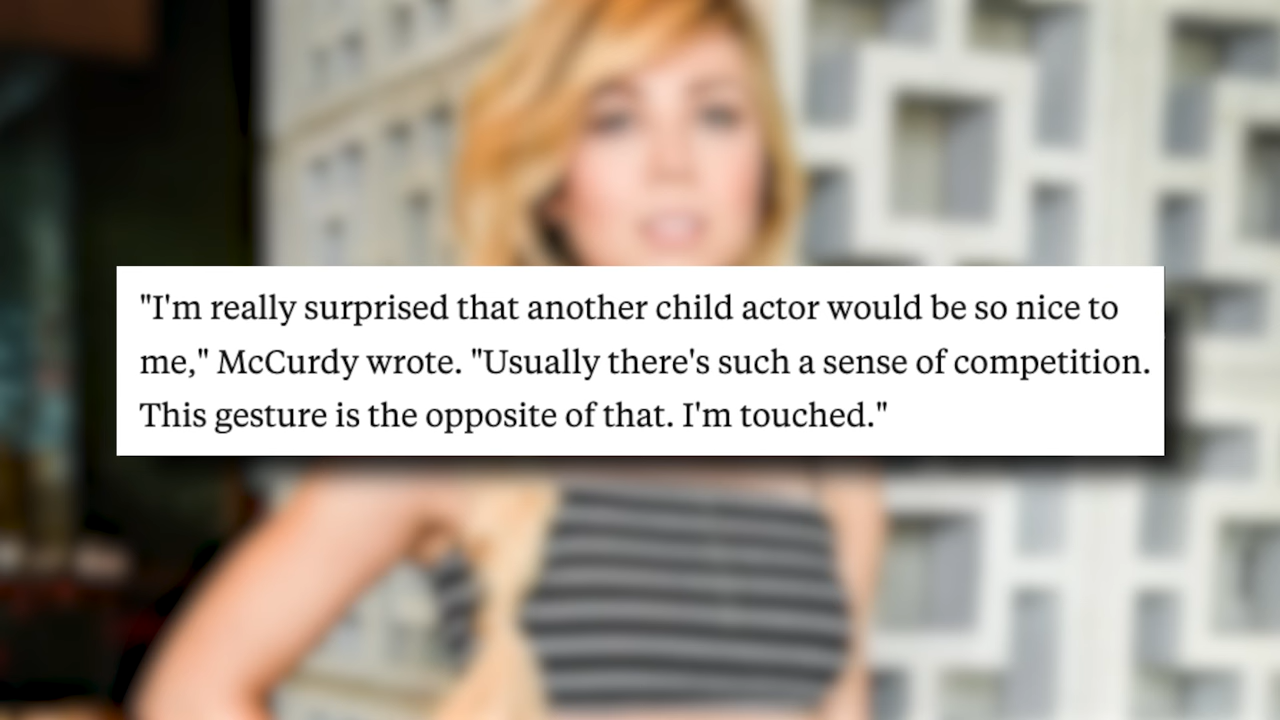 "I'm really surprised that another child actor would be so nice to
me," McCurdy wrote. "Usually there's such a sense of competition.
This gesture is the opposite of that. I'm touched."